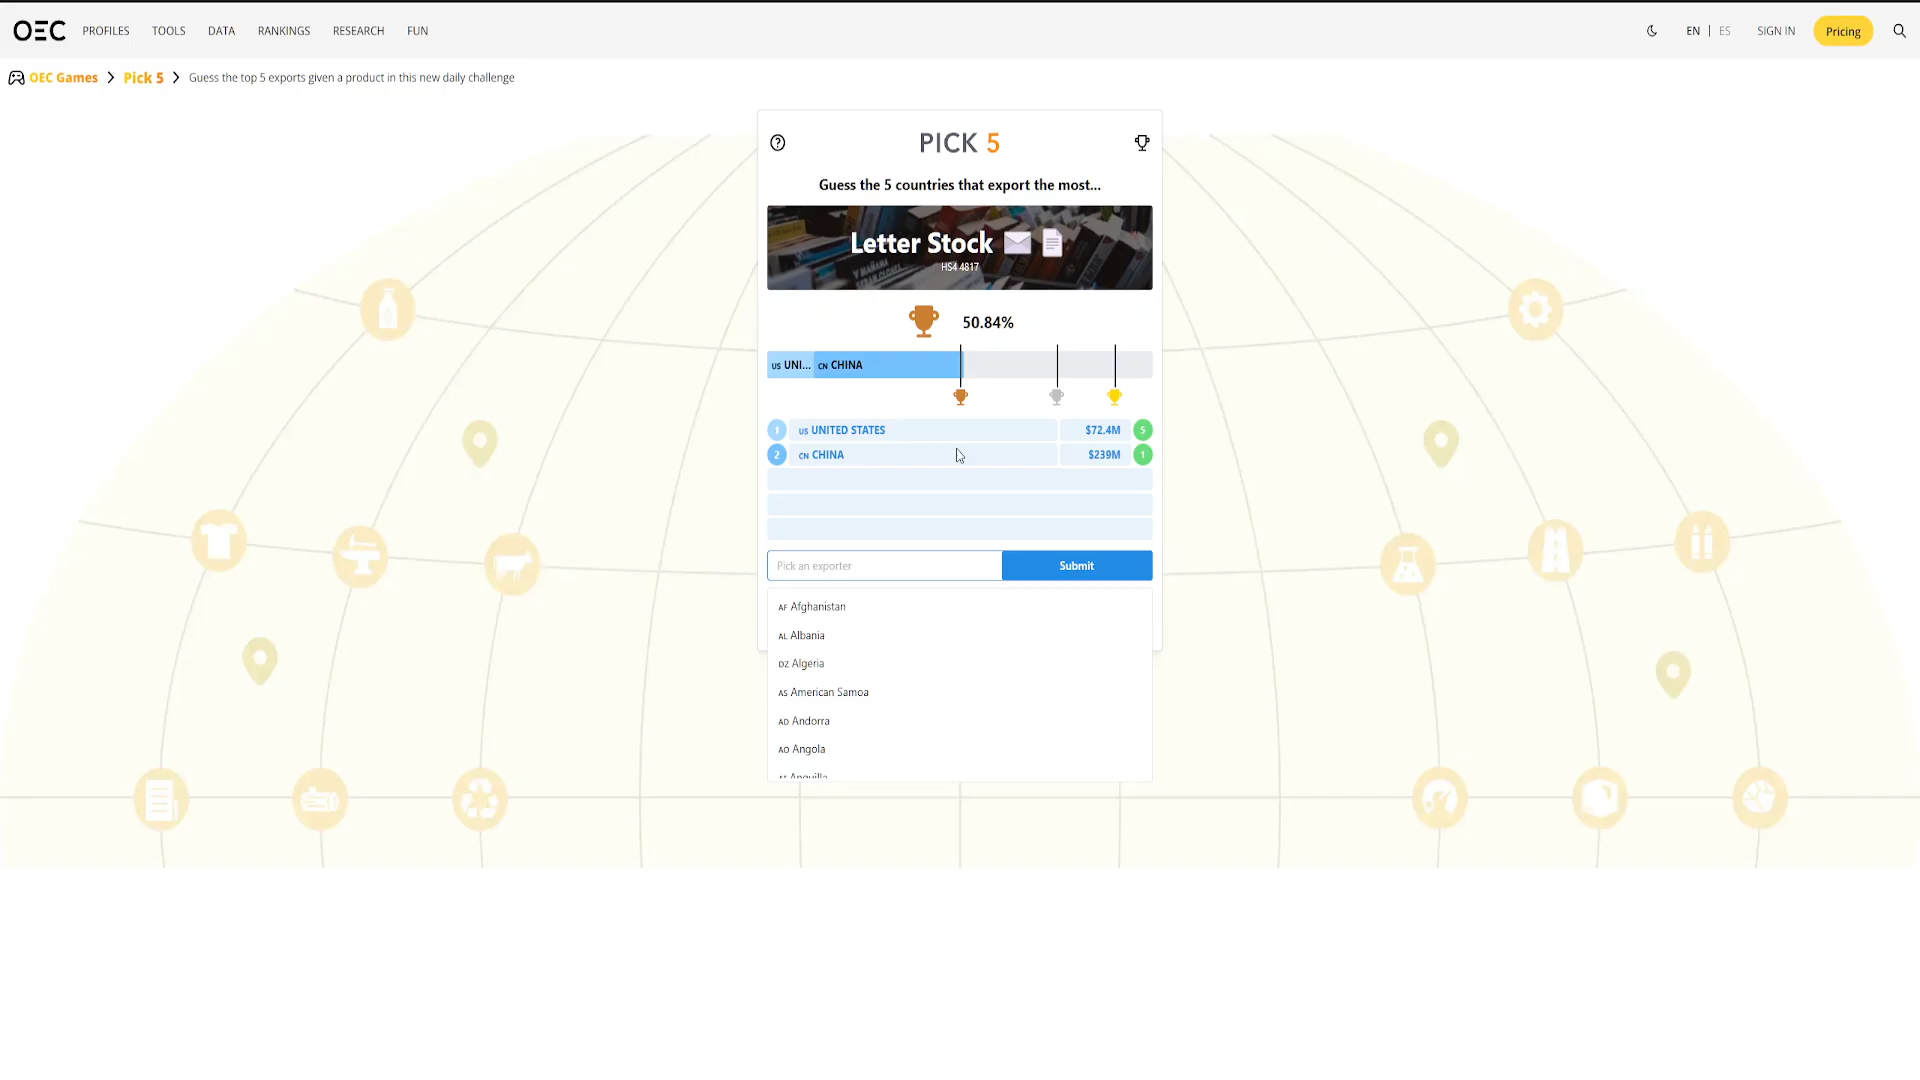 OEC PROFILES TOOLS DATA RANKINGS RESEARCH FUN EN | ES SIGN IN Pricing
OEC Games > Pick 5 > Guess the top 5 exports given a product in this new daily challenge
PICK 5
Guess the 5 countries that export the most...
Letter Stock
HS4 4817
50.84%
US UNI... CN CHINA
1 US UNITED STATES $72.4M 5
2 CN CHINA $239M 1
Pick an exporter Submit
AF Afghanistan
AL Albania
DZ Algeria
AS American Samoa
AD Andorra
AO Angola
AI Anguilla